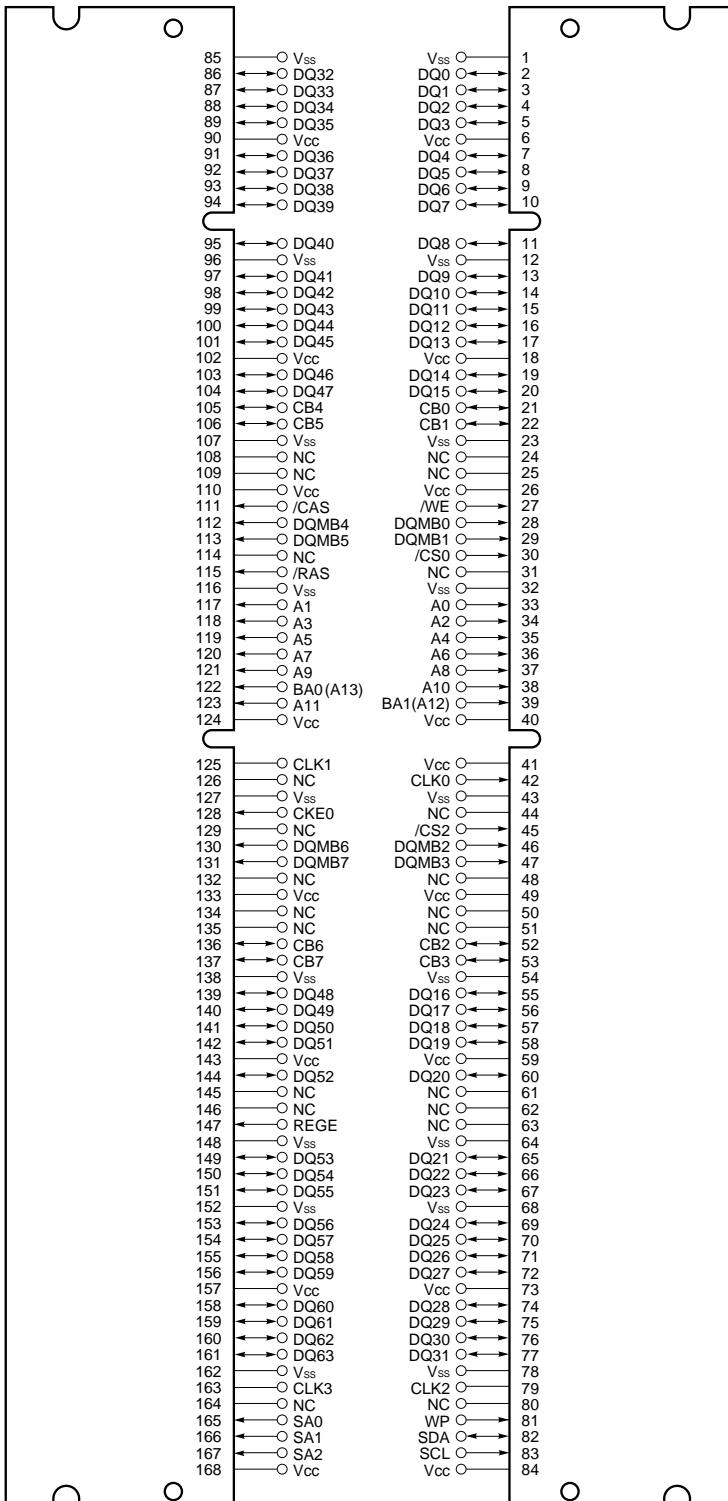 85 Vss Vss 1
86 DQ32 DQ0 2
87 DQ33 DQ1 3
88 DQ34 DQ2 4
89 DQ35 DQ3 5
90 Vcc Vcc 6
91 DQ36 DQ4 7
92 DQ37 DQ5 8
93 DQ38 DQ6 9
94 DQ39 DQ7 10
95 DQ40 DQ8 11
96 Vss Vss 12
97 DQ41 DQ9 13
98 DQ42 DQ10 14
99 DQ43 DQ11 15
100 DQ44 DQ12 16
101 DQ45 DQ13 17
102 Vcc Vcc 18
103 DQ46 DQ14 19
104 DQ47 DQ15 20
105 CB4 CB0 21
106 CB5 CB1 22
107 Vss Vss 23
108 NC NC 24
109 NC NC 25
110 Vcc Vcc 26
111 /CAS /WE 27
112 DQMB4 DQMB0 28
113 DQMB5 DQMB1 29
114 NC /CS0 30
115 /RAS NC 31
116 Vss Vss 32
117 A1 A0 33
118 A3 A2 34
119 A5 A4 35
120 A7 A6 36
121 A9 A8 37
122 BA0 (A13) A10 38
123 A11 BA1(A12) 39
124 Vcc Vcc 40
125 CLK1 Vcc 41
126 NC CLK0 42
127 Vss Vss 43
128 CKE0 NC 44
129 NC /CS2 45
130 DQMB6 DQMB2 46
131 DQMB7 DQMB3 47
132 NC NC 48
133 Vcc Vcc 49
134 NC NC 50
135 NC NC 51
136 CB6 CB2 52
137 CB7 CB3 53
138 Vss Vss 54
139 DQ48 DQ16 55
140 DQ49 DQ17 56
141 DQ50 DQ18 57
142 DQ51 DQ19 58
143 Vcc Vcc 59
144 DQ52 DQ20 60
145 NC NC 61
146 NC NC 62
147 REGE NC 63
148 Vss Vss 64
149 DQ53 DQ21 65
150 DQ54 DQ22 66
151 DQ55 DQ23 67
152 Vss Vss 68
153 DQ56 DQ24 69
154 DQ57 DQ25 70
155 DQ58 DQ26 71
156 DQ59 DQ27 72
157 Vcc Vcc 73
158 DQ60 DQ28 74
159 DQ61 DQ29 75
160 DQ62 DQ30 76
161 DQ63 DQ31 77
162 Vss Vss 78
163 CLK3 CLK2 79
164 NC NC 80
165 SA0 WP 81
166 SA1 SDA 82
167 SA2 SCL 83
168 Vcc Vcc 84